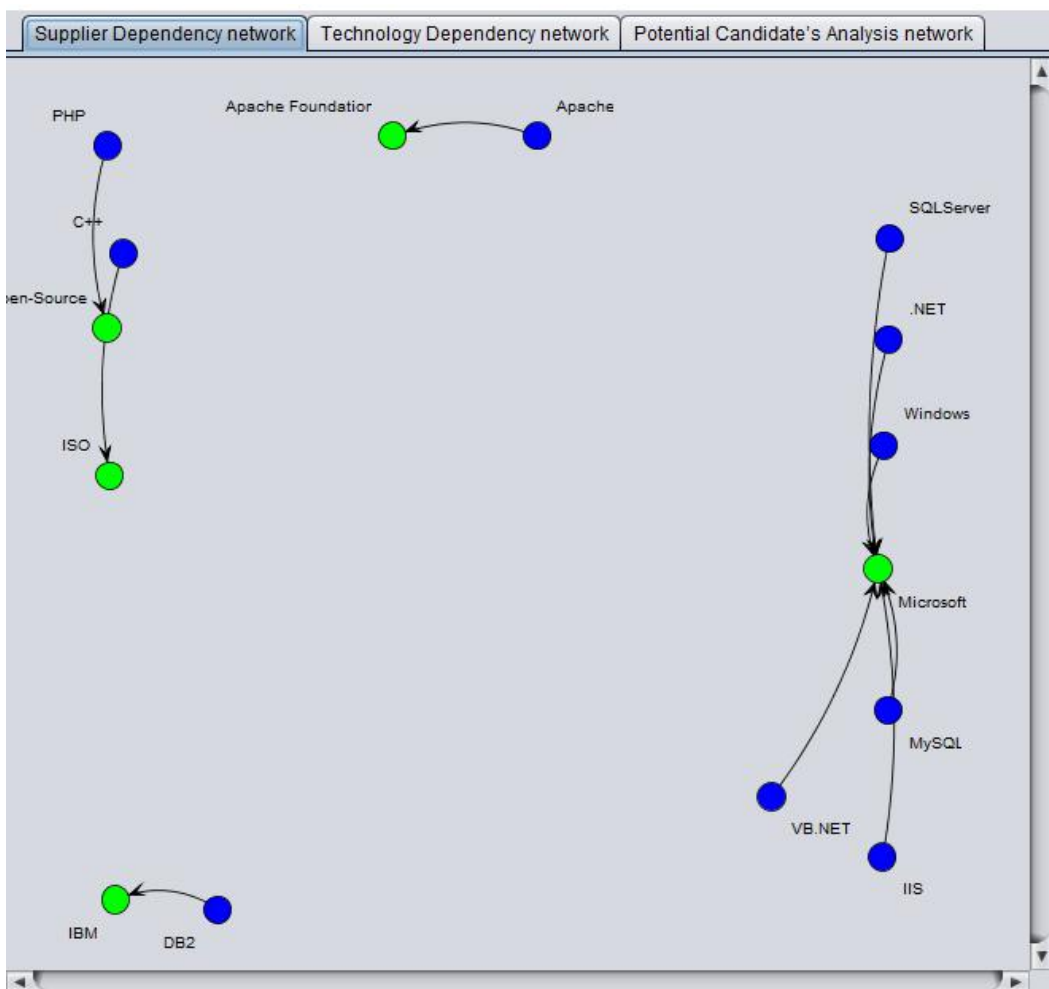 Supplier Dependency network
Technology Dependency network
Potential Candidate's Analysis network
Apache Foundatior
Apache
PHP
SQLServer
C++
pen-Source
.NET
Windows
ISO
Microsoft
MySQL
VB.NET
IIS
IBM
DB2